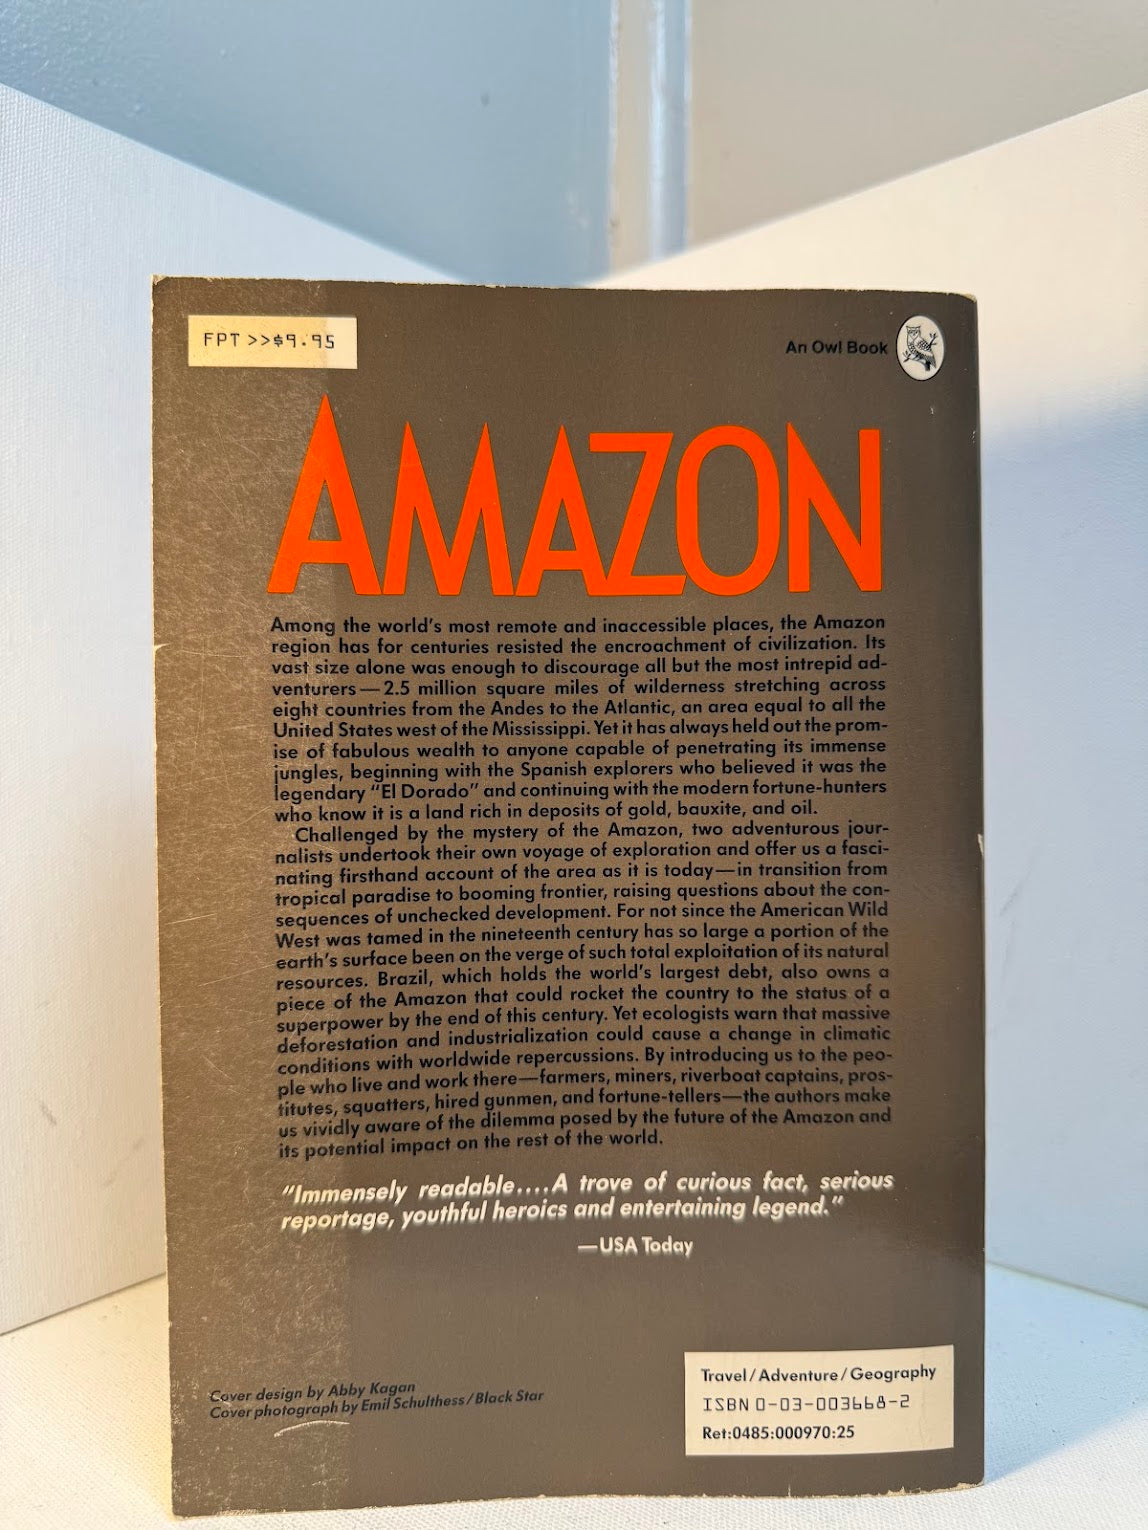 FPT >>$9.95
An Owl Book
AMAZON
Among the world's most remote and inaccessible places, the Amazon
region has for centuries resisted the encroachment of civilization. Its
vast size alone was enough to discourage all but the most intrepid ad-
venturers—2.5 million square miles of wilderness stretching across
eight countries from the Andes to the Atlantic, an area equal to all the
United States west of the Mississippi. Yet it has always held out the prom-
ise of fabulous wealth to anyone capable of penetrating its immense
jungles, beginning with the Spanish explorers who believed it was the
legendary "El Dorado" and continuing with the modern fortune-hunters
who know it is a land rich in deposits of gold, bauxite, and oil.
Challenged by the mystery of the Amazon, two adventurous jour-
nalists undertook their own voyage of exploration and offer us a fasci-
nating firsthand account of the area as it is today—in transition from
tropical paradise to booming frontier, raising questions about the con-
sequences of unchecked development. For not since the American Wild
West was tamed in the nineteenth century has so large a portion of the
earth's surface been on the verge of such total exploitation of its natural
resources. Brazil, which holds the world's largest debt, also owns a
piece of the Amazon that could rocket the country to the status of a
superpower by the end of this century. Yet ecologists warn that massive
deforestation and industrialization could cause a change in climatic
conditions with worldwide repercussions. By introducing us to the peo-
ple who live and work there—farmers, miners, riverboat captains, pros-
titutes, squatters, hired gunmen, and fortune-tellers—the authors make
us vividly aware of the dilemma posed by the future of the Amazon and
its potential impact on the rest of the world.
"Immensely readable....A trove of curious fact, serious
reportage, youthful heroics and entertaining legend."
—USA Today
Cover design by Abby Kagan
Cover photograph by Emil Schulthess/Black Star
Travel/Adventure/Geography
ISBN 0-03-003668-2
Ret:0485:000970:25